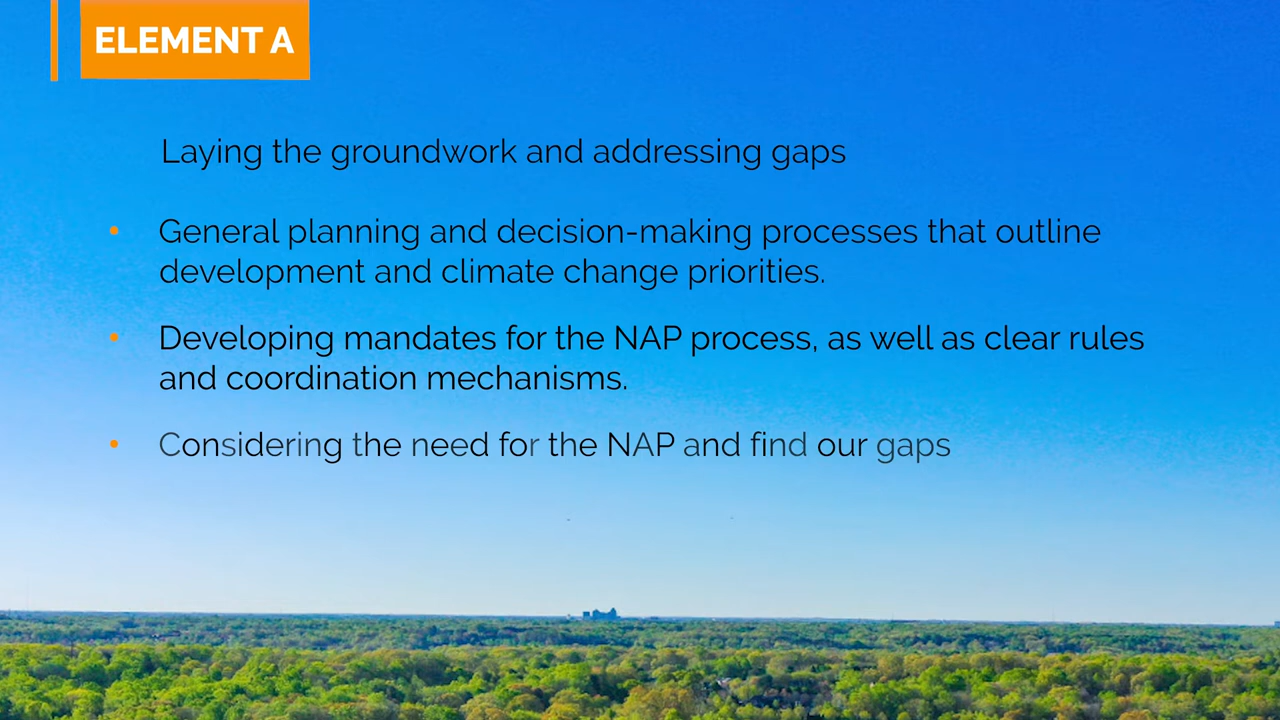 ELEMENT A
Laying the groundwork and addressing gaps
• General planning and decision-making processes that outline
development and climate change priorities.
• Developing mandates for the NAP process, as well as clear rules
and coordination mechanisms.
• Considering the need for the NAP and find our gaps